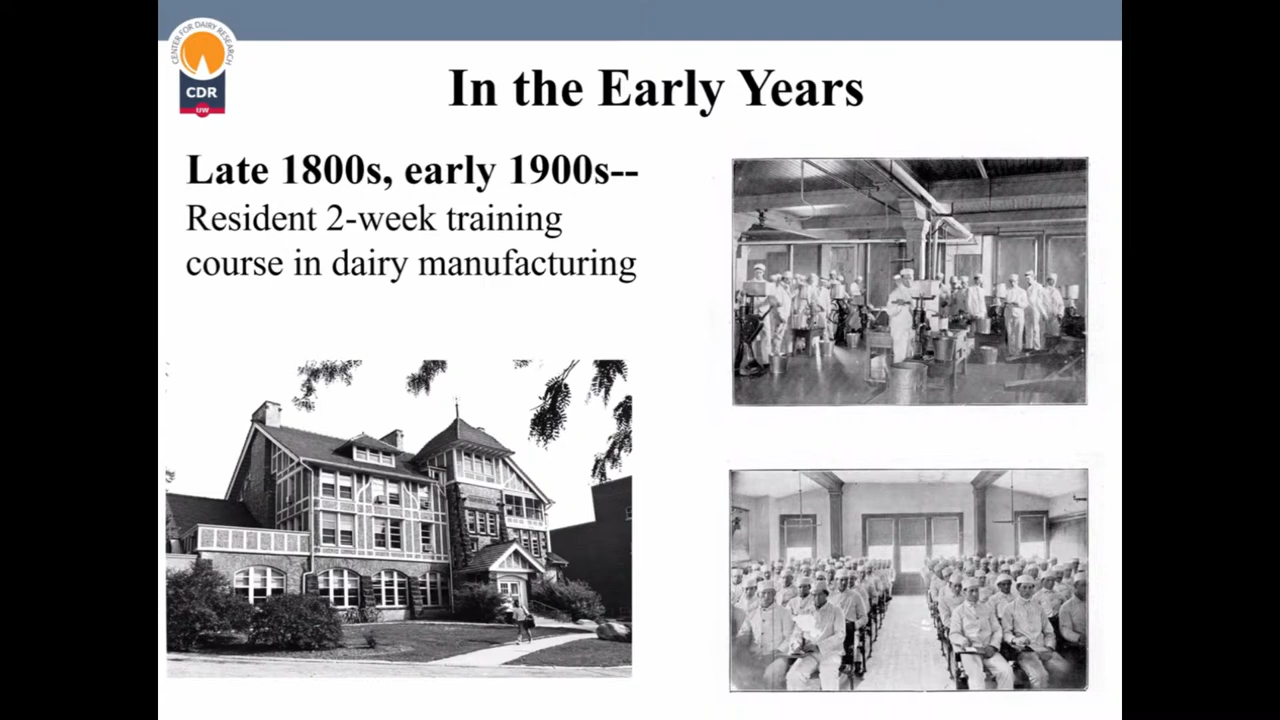 CENTER FOR DAIRY RESEARCH
CDR
UW
In the Early Years
Late 1800s, early 1900s--
Resident 2-week training
course in dairy manufacturing